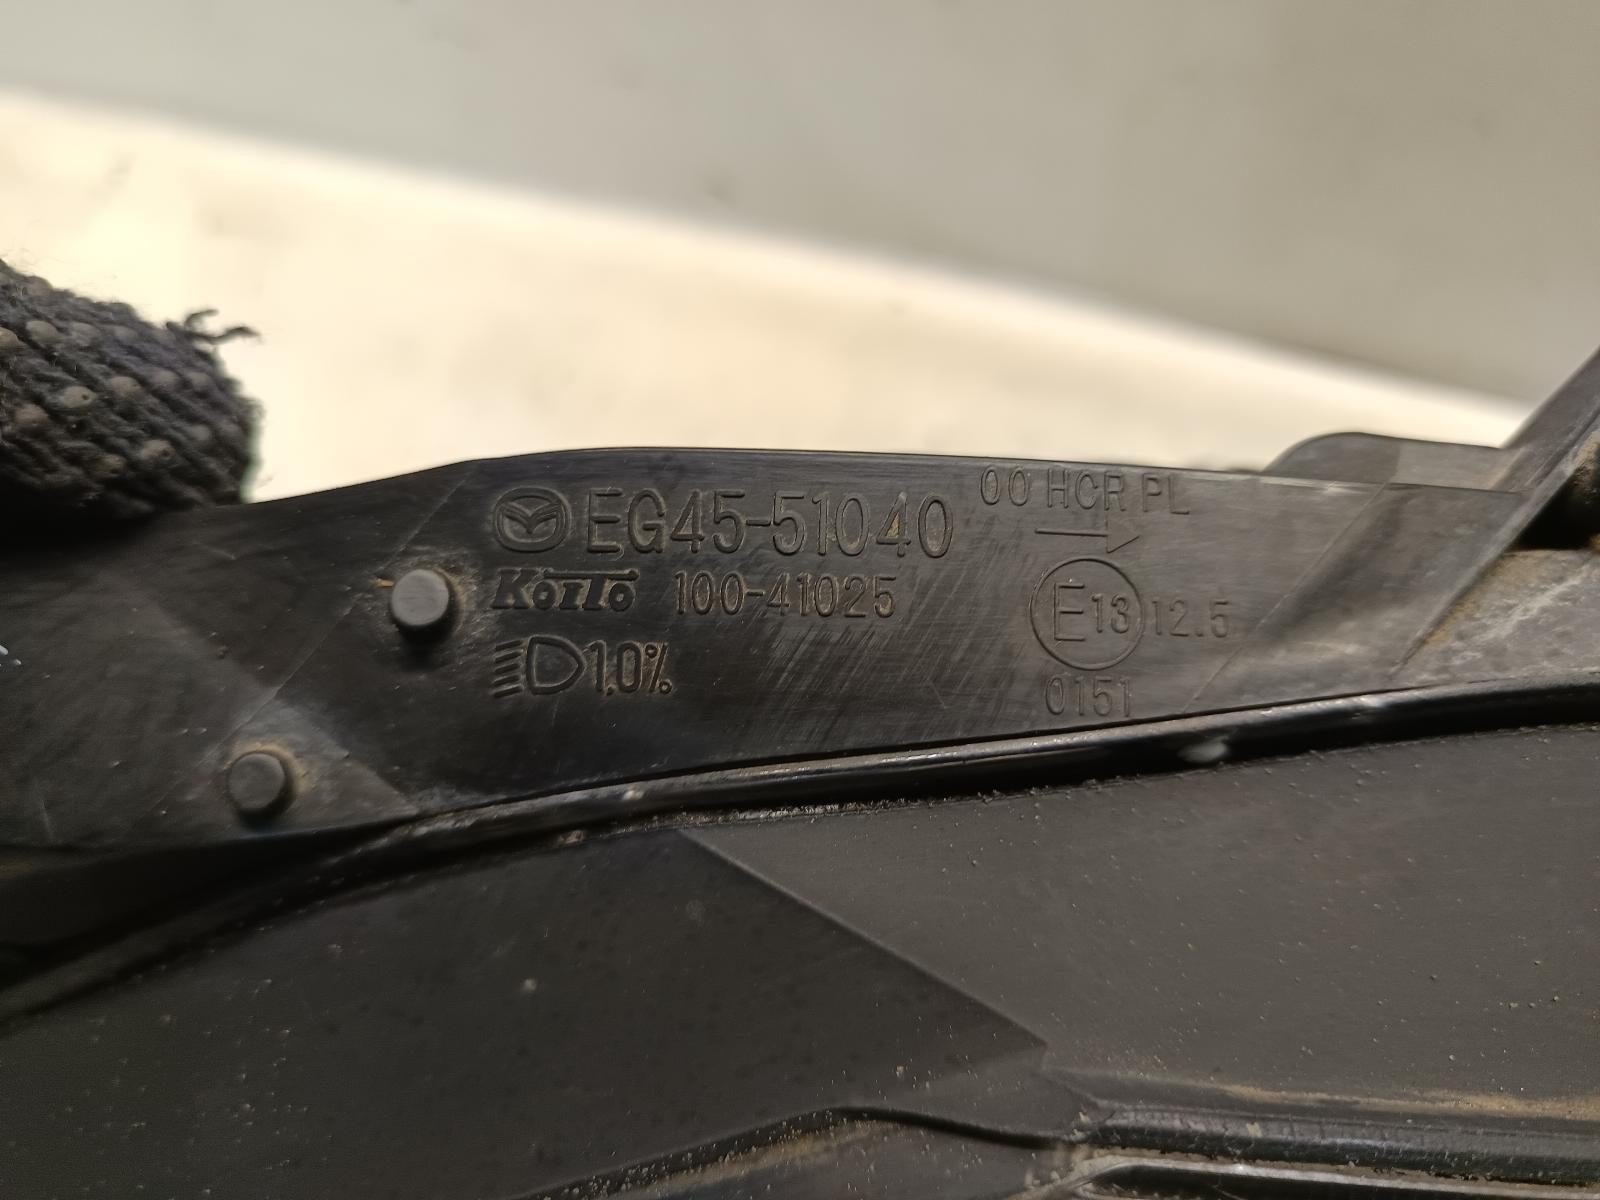 EG45-51040
00 HCR PL
KOITO 100-41025
E13 12.5
1,0%
0151